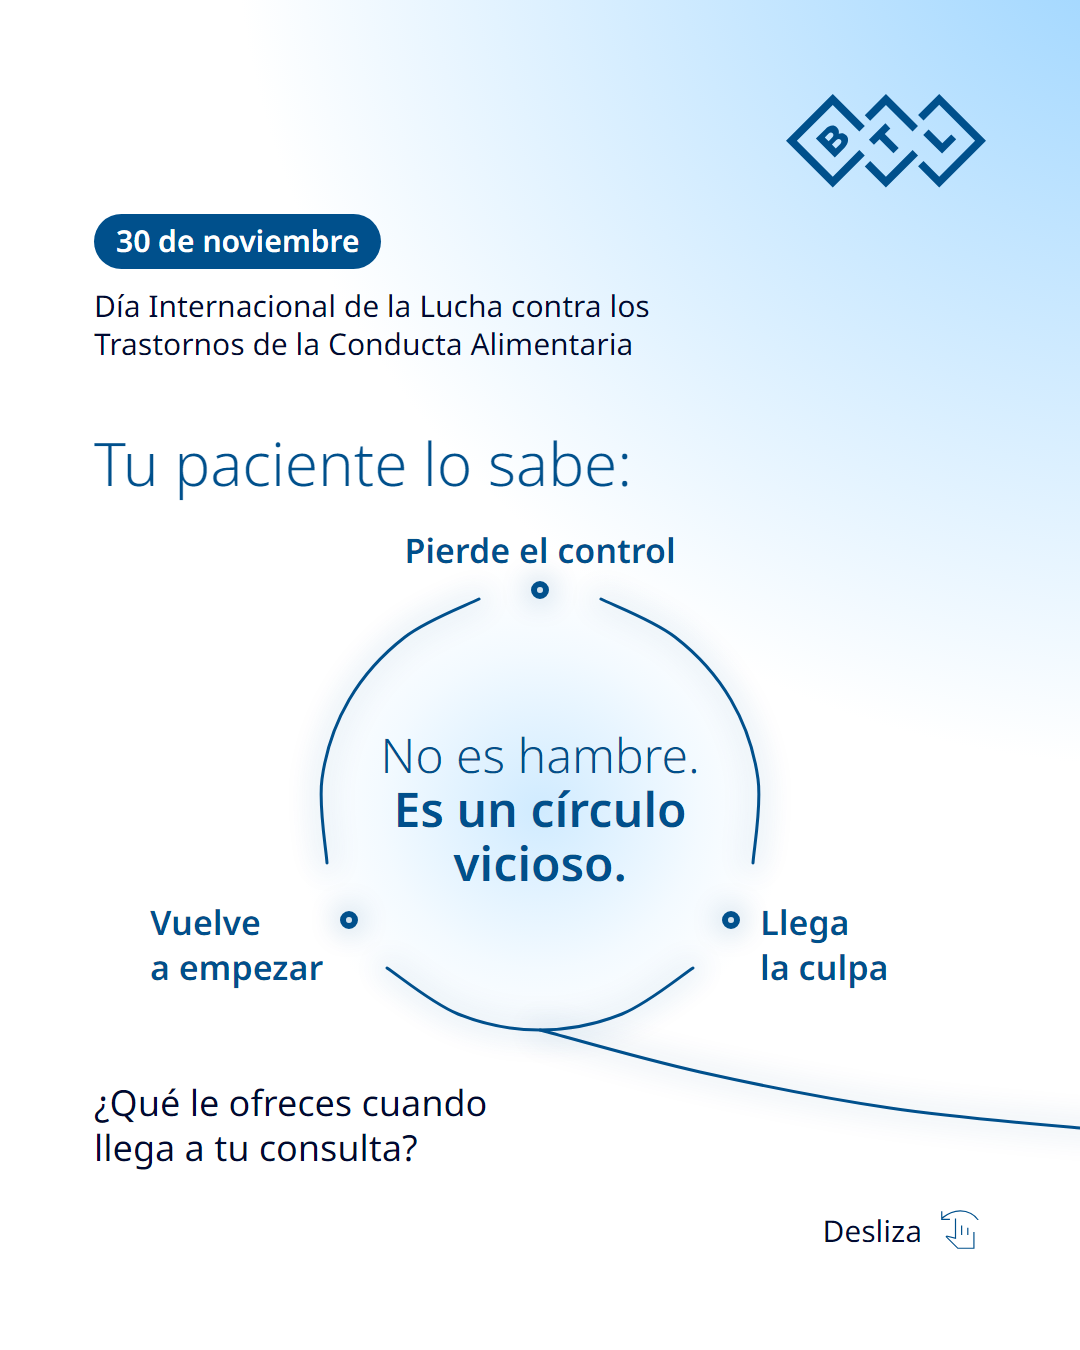 BTL
30 de noviembre
Día Internacional de la Lucha contra los
Trastornos de la Conducta Alimentaria
Tu paciente lo sabe:
Pierde el control
No es hambre.
Es un círculo
vicioso.
Vuelve
a empezar
Llega
la culpa
¿Qué le ofreces cuando
llega a tu consulta?
Desliza